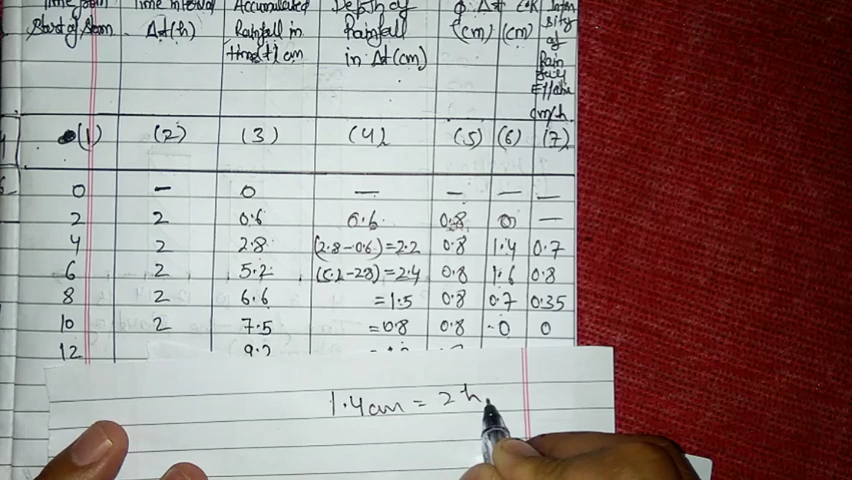 Start of Storm Time interval Δt(h) Accumulated Rainfall in time t cm Depth of Rainfall in Δt (cm) φ.Δt (cm) (cm) Intensity of Rain cm/h.
(1) (2) (3) (4) (5) (6) (7)
0 — 0 — — — —
2 2 0.6 0.6 0.8 0 —
4 2 2.8 (2.8-0.6)=2.2 0.8 1.4 0.7
6 2 5.2 (5.2-2.8)=2.4 0.8 1.6 0.8
8 2 6.6 =1.5 0.8 0.7 0.35
10 2 7.5 =0.8 0.8 0 0
12 9.2
1.4cm = 2h